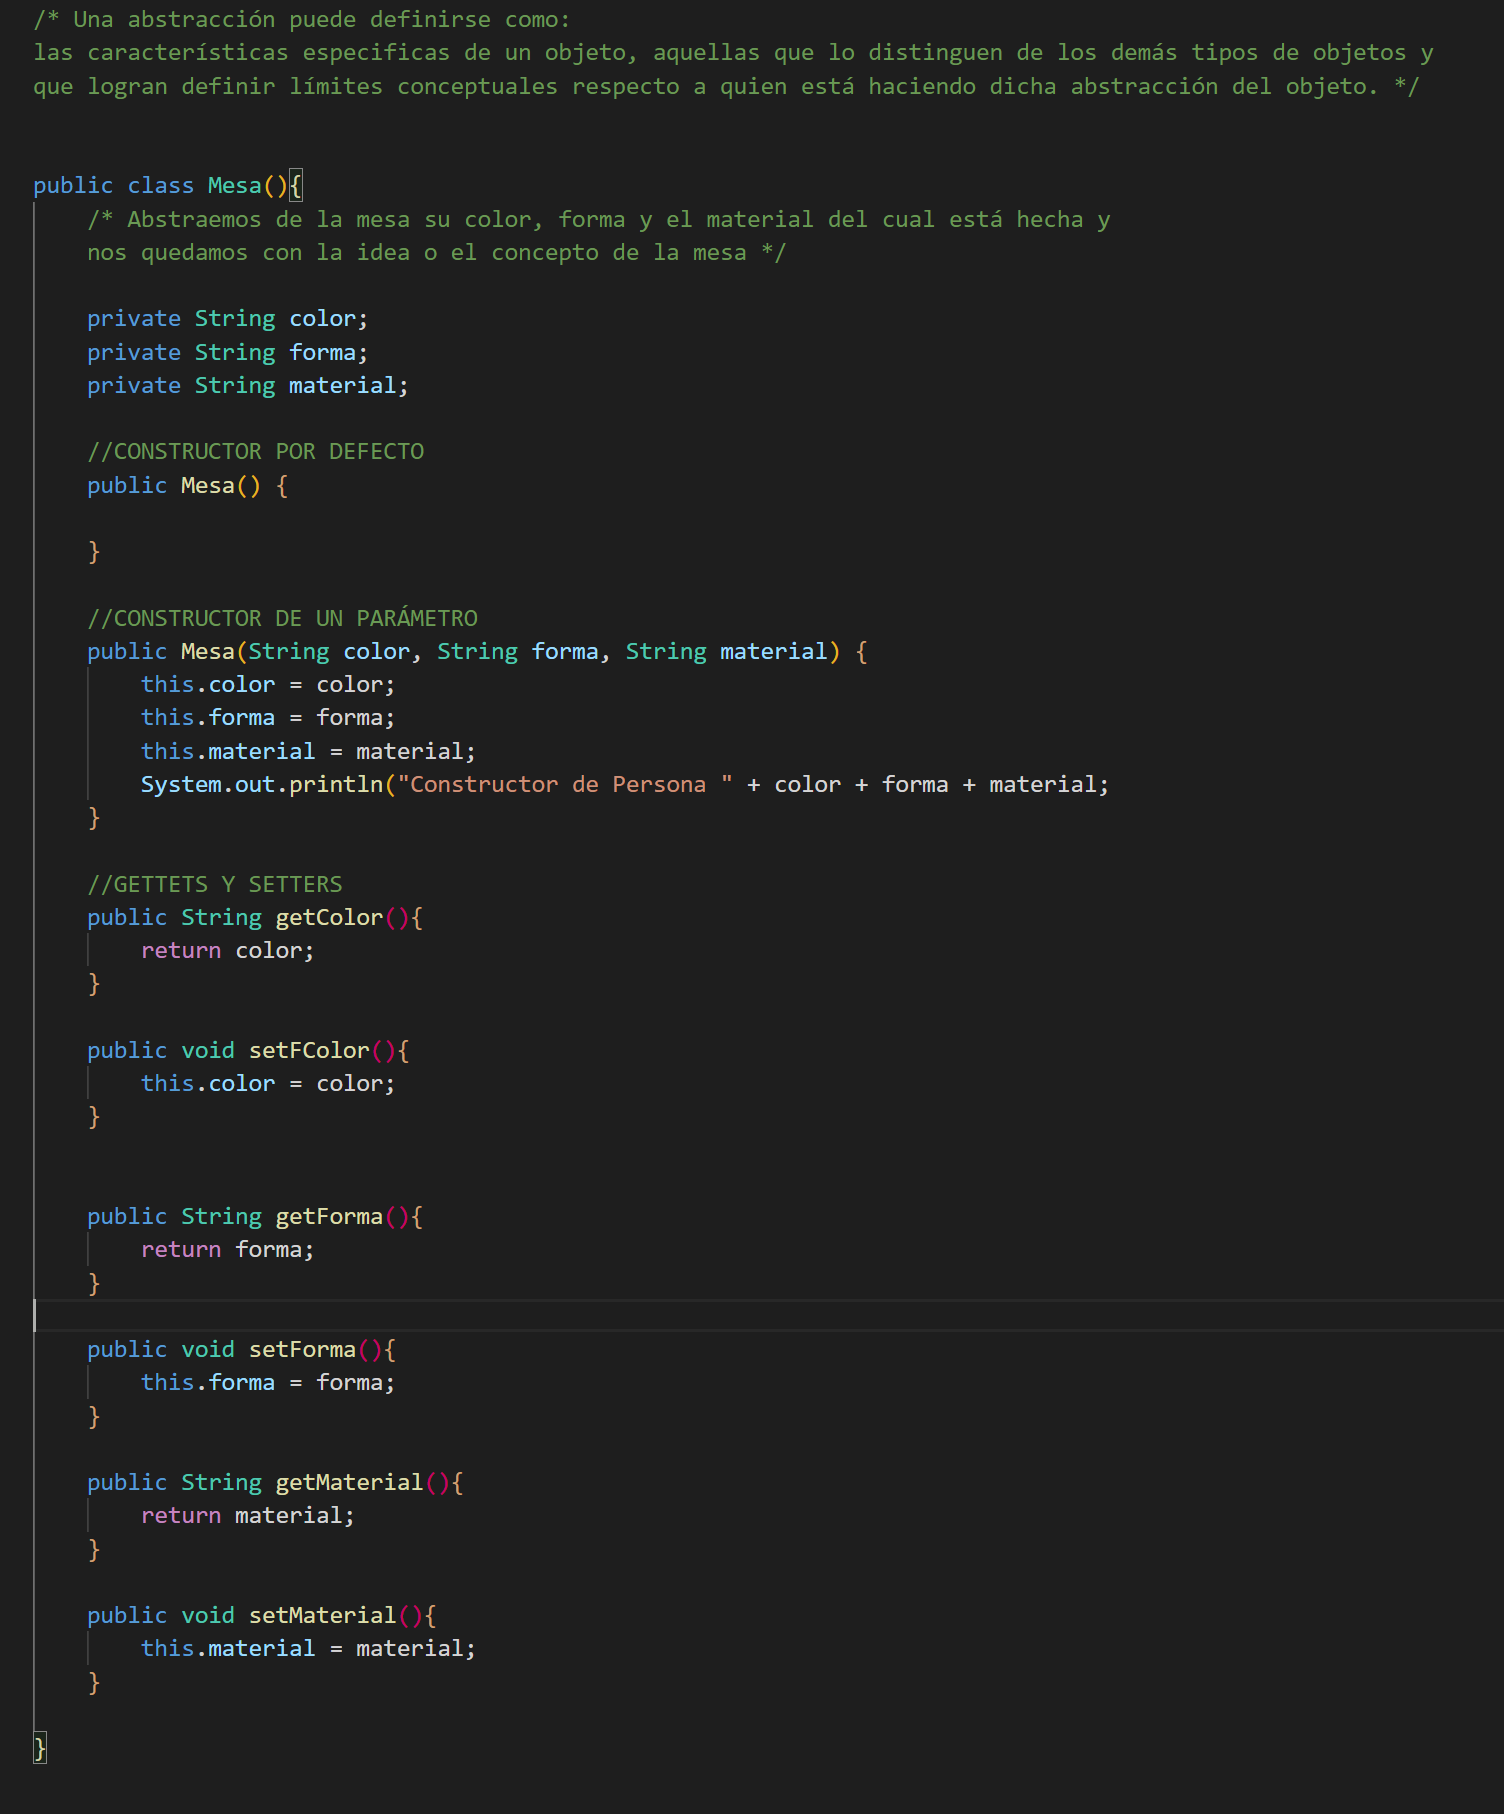 /* Una abstracción puede definirse como:
las características especificas de un objeto, aquellas que lo distinguen de los demás tipos de objetos y
que logran definir límites conceptuales respecto a quien está haciendo dicha abstracción del objeto. */
public class Mesa(){
/* Abstraemos de la mesa su color, forma y el material del cual está hecha y
nos quedamos con la idea o el concepto de la mesa */
private String color;
private String forma;
private String material;
//CONSTRUCTOR POR DEFECTO
public Mesa() {
}
//CONSTRUCTOR DE UN PARÁMETRO
public Mesa(String color, String forma, String material) {
this.color = color;
this.forma = forma;
this.material = material;
System.out.println("Constructor de Persona " + color + forma + material;
}
//GETTETS Y SETTERS
public String getColor(){
return color;
}
public void setFColor(){
this.color = color;
}
public String getForma(){
return forma;
}
public void setForma(){
this.forma = forma;
}
public String getMaterial(){
return material;
}
public void setMaterial(){
this.material = material;
}
}